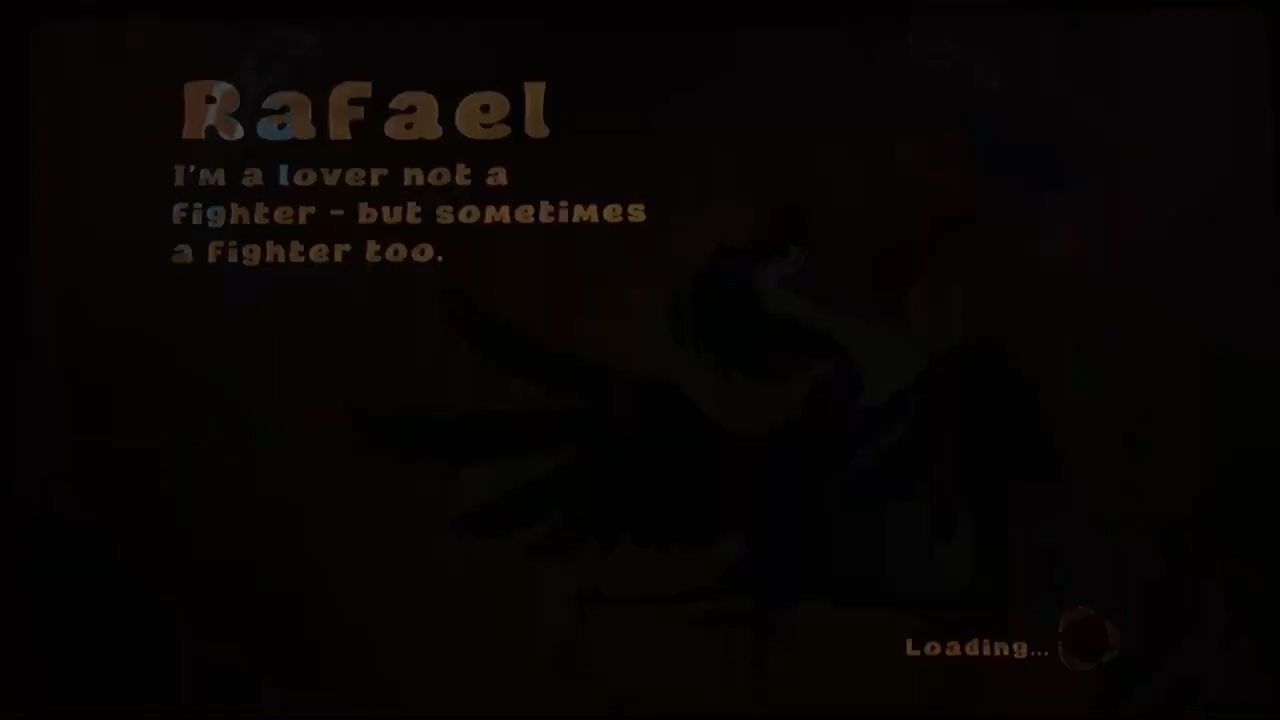 Rafael
I'm a lover not a
fighter - but sometimes
a fighter too.
Loading...